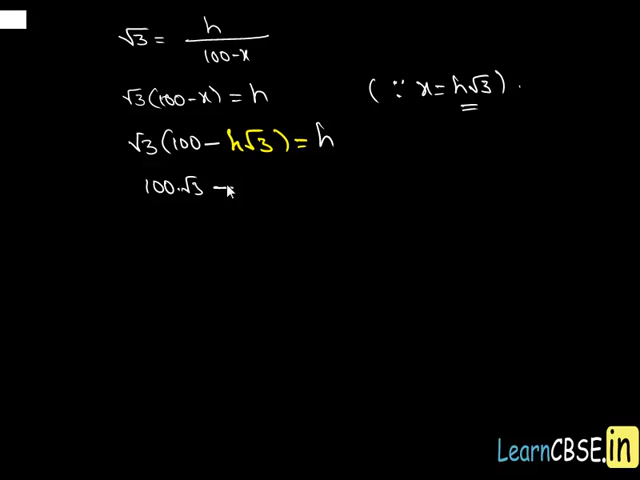 √3 = h / 100-x
√3(100-x) = h
(∵ x = h√3) .
√3(100 - h√3) = h
100.√3 -
LearnCBSE.in